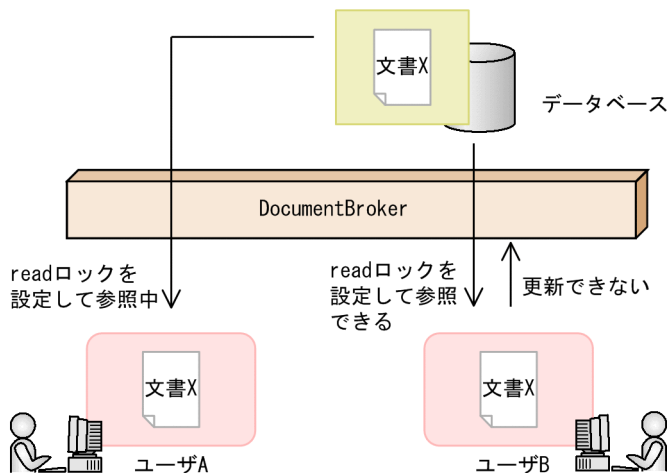 文書X
データベース
DocumentBroker
readロックを
設定して参照中
readロックを
設定して参照
できる
更新できない
文書X
文書X
ユーザA
ユーザB